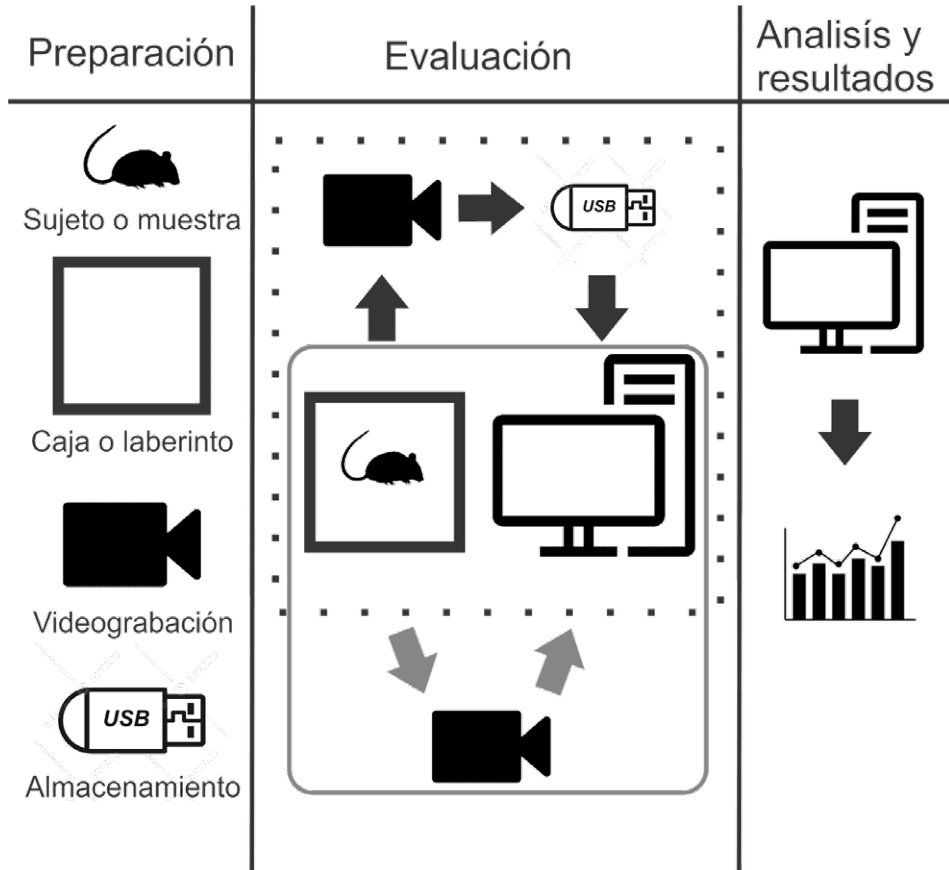 Preparación
Evaluación
Analisís y
resultados
Sujeto o muestra
Caja o laberinto
Videograbación
USB
Almacenamiento
USB